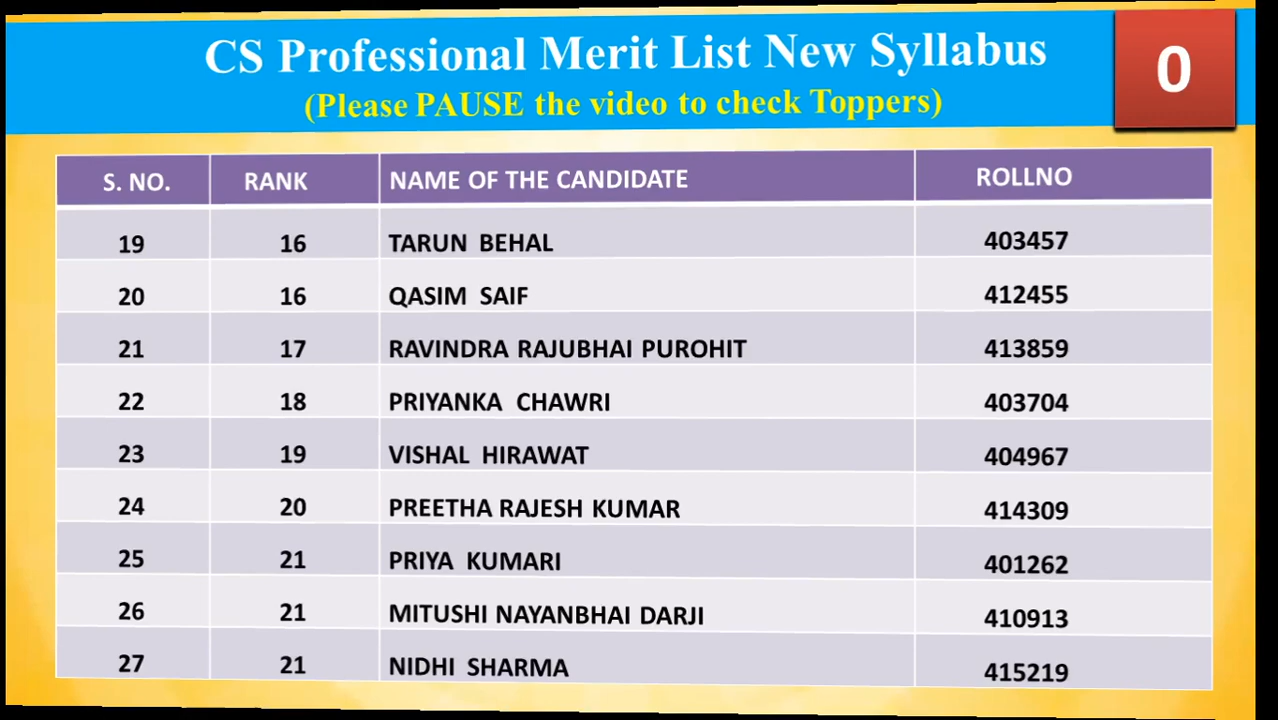 CS Professional Merit List New Syllabus
(Please PAUSE the video to check Toppers)
0
S. NO. RANK NAME OF THE CANDIDATE ROLLNO
19 16 TARUN BEHAL 403457
20 16 QASIM SAIF 412455
21 17 RAVINDRA RAJUBHAI PUROHIT 413859
22 18 PRIYANKA CHAWRI 403704
23 19 VISHAL HIRAWAT 404967
24 20 PREETHA RAJESH KUMAR 414309
25 21 PRIYA KUMARI 401262
26 21 MITUSHI NAYANBHAI DARJI 410913
27 21 NIDHI SHARMA 415219